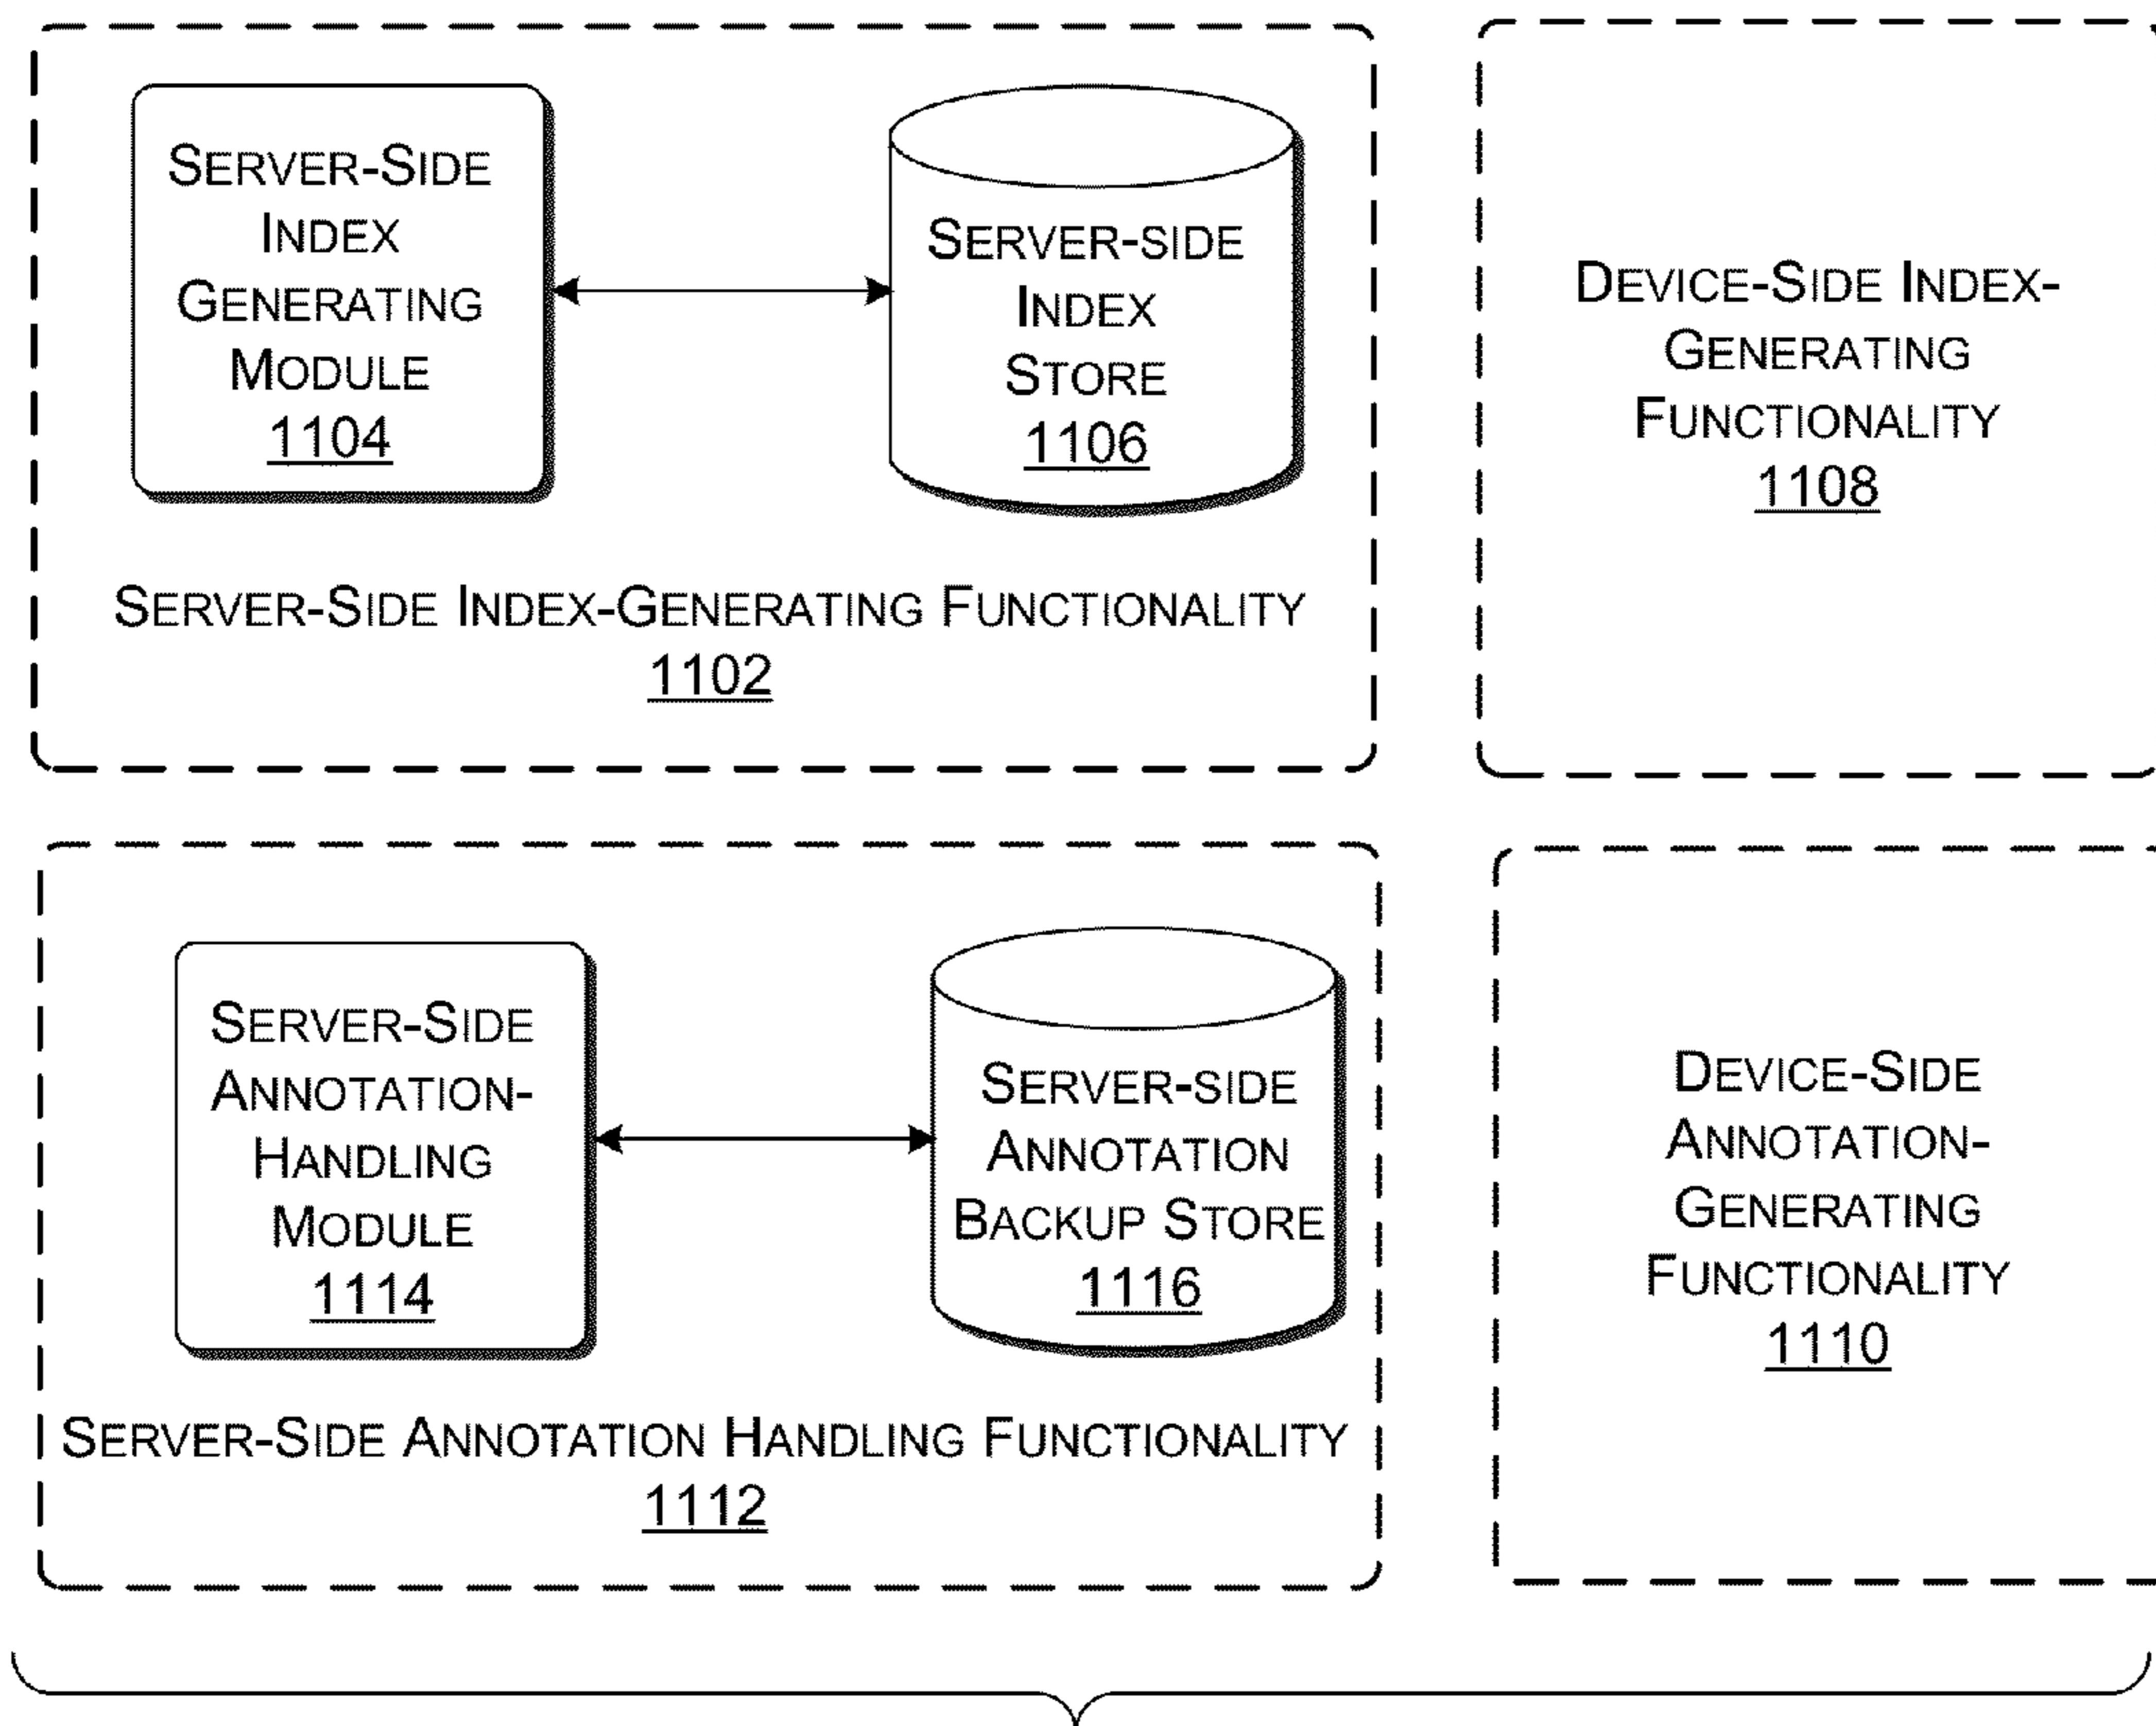 SERVER-SIDE
INDEX
GENERATING
MODULE
1104
SERVER-SIDE
INDEX
STORE
1106
SERVER-SIDE INDEX-GENERATING FUNCTIONALITY
1102
DEVICE-SIDE INDEX-
GENERATING
FUNCTIONALITY
1108
SERVER-SIDE
ANNOTATION-
HANDLING
MODULE
1114
SERVER-SIDE
ANNOTATION
BACKUP STORE
1116
SERVER-SIDE ANNOTATION HANDLING FUNCTIONALITY
1112
DEVICE-SIDE
ANNOTATION-
GENERATING
FUNCTIONALITY
1110